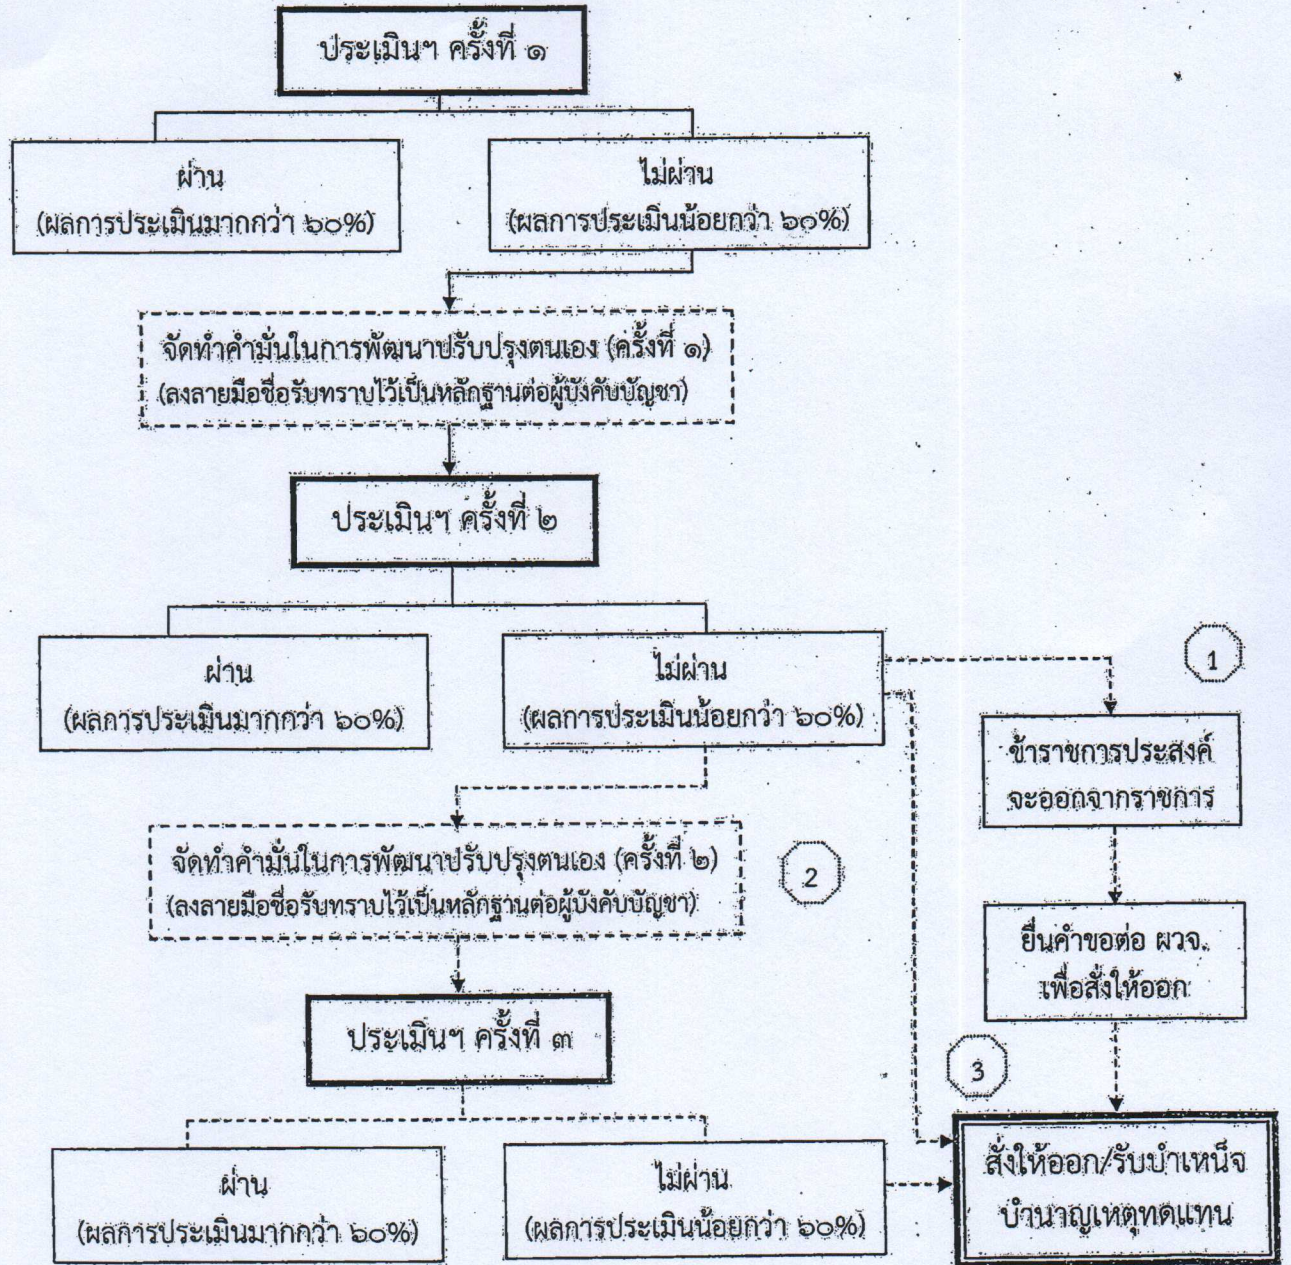 ประเมินฯ ครั้งที่ ๑
ผ่าน
(ผลการประเมินมากกว่า ๖๐%)
ไม่ผ่าน
(ผลการประเมินน้อยกว่า ๖๐%)
จัดทำคำมั่นในการพัฒนาปรับปรุงตนเอง (ครั้งที่ ๑)
(ลงลายมือชื่อรับทราบไว้เป็นหลักฐานต่อผู้บังคับบัญชา)
ประเมินฯ ครั้งที่ ๒
ผ่าน
(ผลการประเมินมากกว่า ๖๐%)
ไม่ผ่าน
(ผลการประเมินน้อยกว่า ๖๐%)
1
ข้าราชการประสงค์
จะออกจากราชการ
จัดทำคำมั่นในการพัฒนาปรับปรุงตนเอง (ครั้งที่ ๒)
(ลงลายมือชื่อรับทราบไว้เป็นหลักฐานต่อผู้บังคับบัญชา)
2
ยื่นคำขอต่อ ผวจ.
เพื่อสั่งให้ออก
ประเมินฯ ครั้งที่ ๓
3
ผ่าน
(ผลการประเมินมากกว่า ๖๐%)
ไม่ผ่าน
(ผลการประเมินน้อยกว่า ๖๐%)
สั่งให้ออก/รับบำเหน็จ
บำนาญเหตุทดแทน